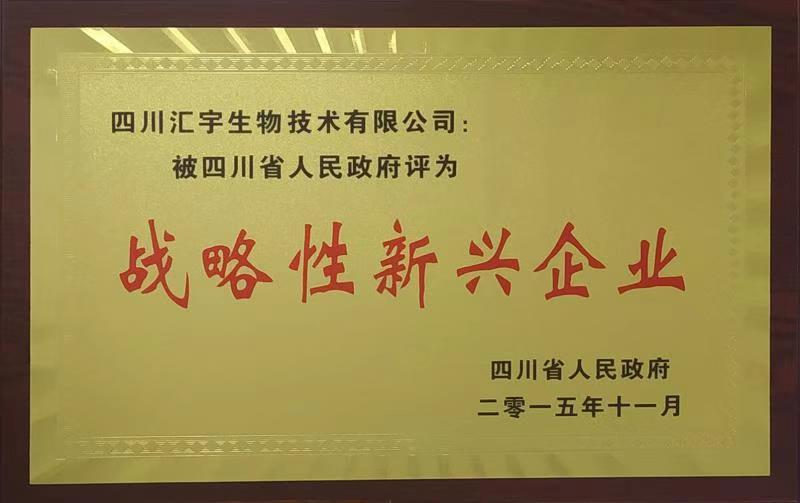 四川汇宇生物技术有限公司：
被四川省人民政府评为
战略性新兴企业
四川省人民政府
二零一五年十一月